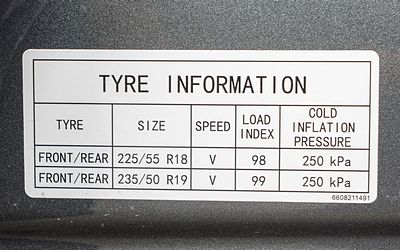 TYRE INFORMATION
TYRE SIZE SPEED LOAD INDEX COLD INFLATION PRESSURE
FRONT/REAR 225/55 R18 V 98 250 kPa
FRONT/REAR 235/50 R19 V 99 250 kPa
6608211491